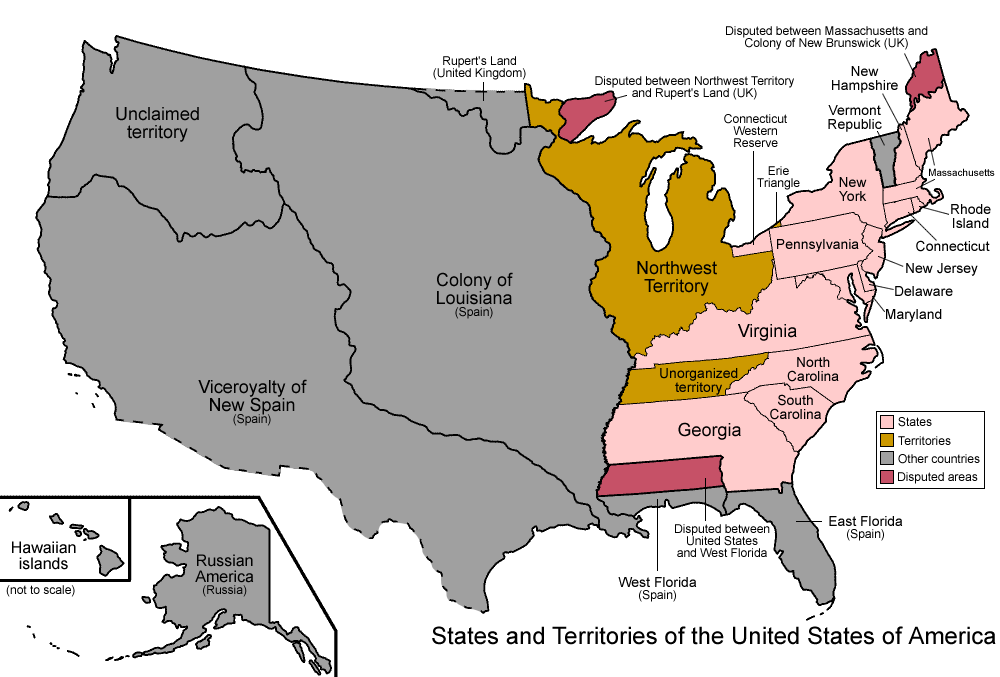 Disputed between Massachusetts and
Colony of New Brunswick (UK)
Rupert's Land
(United Kingdom)
Disputed between Northwest Territory
and Rupert's Land (UK)
New
Hampshire
Vermont
Republic
Unclaimed
territory
Connecticut
Western
Reserve
Erie
Triangle
Massachusetts
New
York
Rhode
Island
Connecticut
Pennsylvania
New Jersey
Delaware
Maryland
Northwest
Territory
Colony of
Louisiana
(Spain)
Virginia
Viceroyalty of
New Spain
(Spain)
Unorganized
territory
North
Carolina
South
Carolina
Georgia
States
Territories
Other countries
Disputed areas
Disputed between
United States
and West Florida
East Florida
(Spain)
West Florida
(Spain)
Hawaiian
islands
(not to scale)
Russian
America
(Russia)
States and Territories of the United States of America